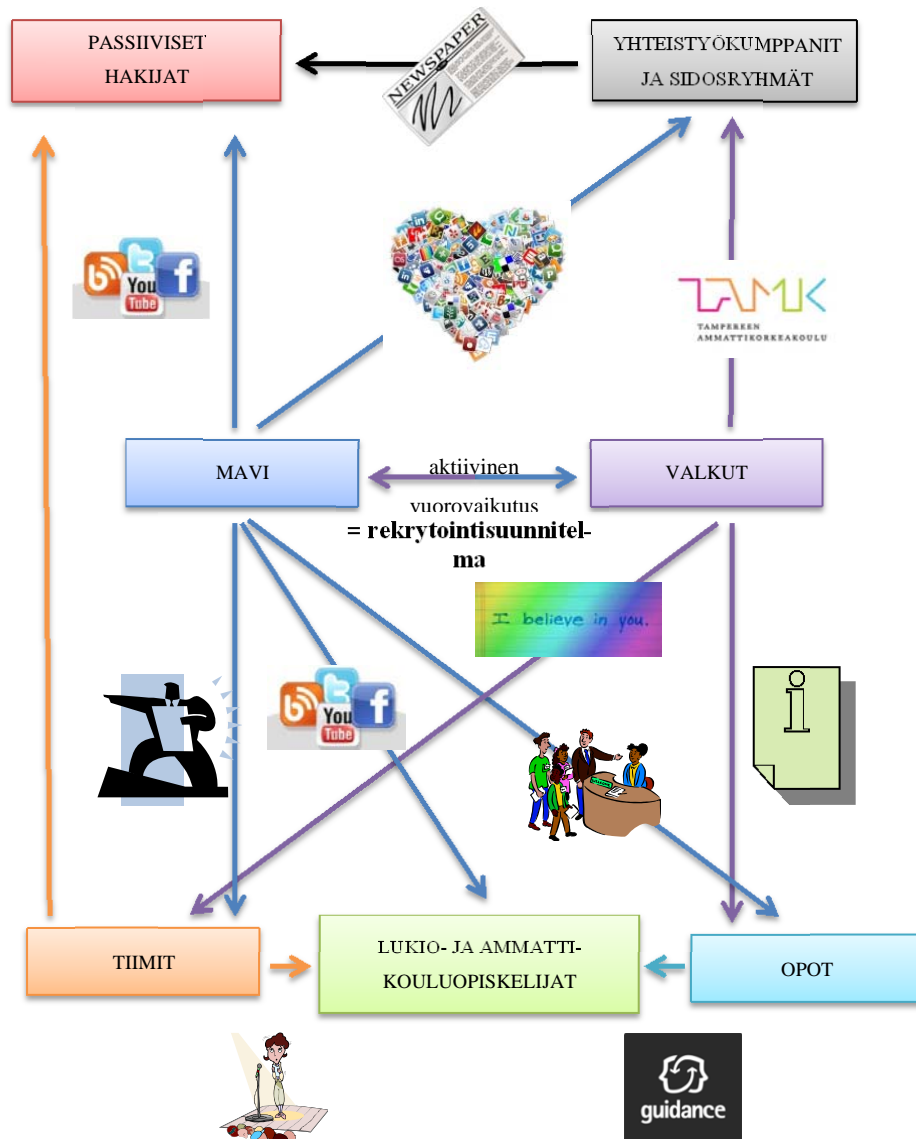 PASSIIVISET
HAKIJAT
NEWSPAPER
YHTEISTYÖKUMPPANIT
JA SIDOSRYHMÄT
You
Tube
TAMK
TAMPEREEN
AMMATTIKORKEAKOULU
MAVI
aktiivinen
vuorovaikutus
= rekrytointisuunnitel-
ma
VALKUT
I believe in you.
You
Tube
i
TIIMIT
LUKIO- JA AMMATTI-
KOULUOPISKELIJAT
OPOT
guidance